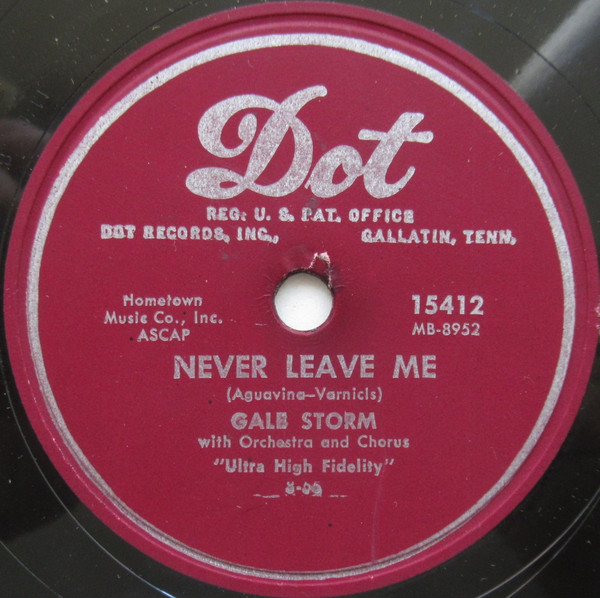 Dot
REG. U. S. PAT. OFFICE
DOT RECORDS, INC., GALLATIN, TENN.
Hometown
Music Co., Inc.
ASCAP
15412
MB-8952
NEVER LEAVE ME
(Aguavina-Varnicls)
GALE STORM
with Orchestra and Chorus
"Ultra High Fidelity"